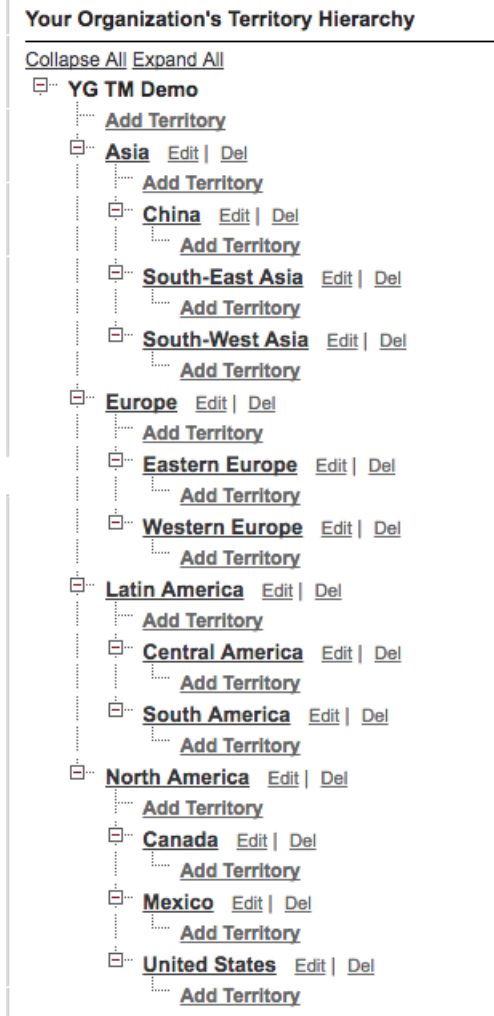 Your Organization's Territory Hierarchy
Collapse All Expand All
YG TM Demo
Add Territory
Asia Edit | Del
Add Territory
China Edit | Del
Add Territory
South-East Asia Edit | Del
Add Territory
South-West Asia Edit | Del
Add Territory
Europe Edit | Del
Add Territory
Eastern Europe Edit | Del
Add Territory
Western Europe Edit | Del
Add Territory
Latin America Edit | Del
Add Territory
Central America Edit | Del
Add Territory
South America Edit | Del
Add Territory
North America Edit | Del
Add Territory
Canada Edit | Del
Add Territory
Mexico Edit | Del
Add Territory
United States Edit | Del
Add Territory